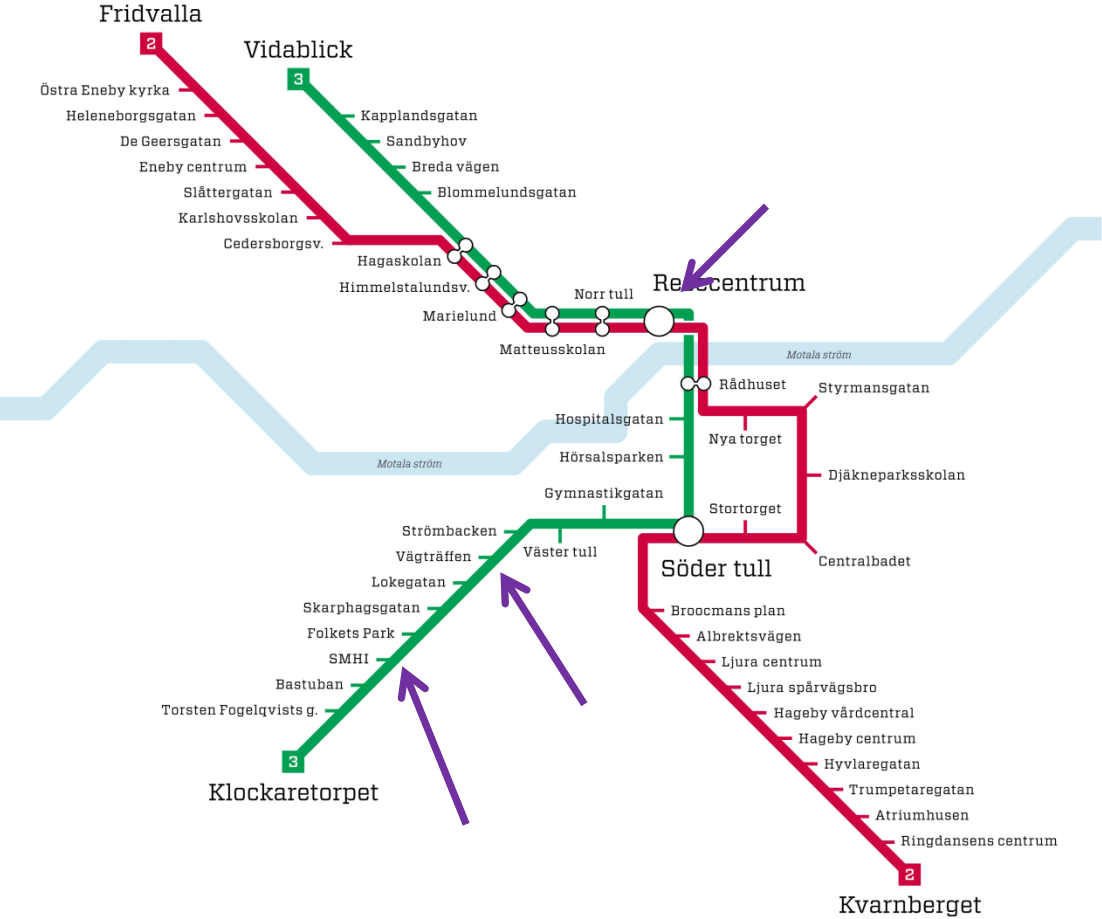 Fridvalla
2
Vidablick
3
Östra Eneby kyrka
Heleneborgsgatan
De Geersgatan
Eneby centrum
Slåttergatan
Karlshovsskolan
Cedersborgsv.
Kapplandsgatan
Sandbyhov
Breda vägen
Blommelundsgatan
Hagaskolan
Himmelstalundsv.
Marielund
Matteusskolan
Norr tull
Motala ström
Rådhuset
Styrmansgatan
Nya torget
Djäkneparksskolan
Centralbadet
Stortorget
Hospitalsgatan
Hörsalsparken
Motala ström
Gymnastikgatan
Väster tull
Söder tull
Strömbacken
Vägträffen
Lokegatan
Skarphagsgatan
Folkets Park
SMHI
Bastuban
Torsten Fogelqvists g.
3
Klockaretorpet
Broocmans plan
Albrektsvägen
Ljura centrum
Ljura spårvägsbro
Hageby vårdcentral
Hageby centrum
Hyvlaregatan
Trumpetaregatan
Atriumhusen
Ringdansens centrum
2
Kvarnberget